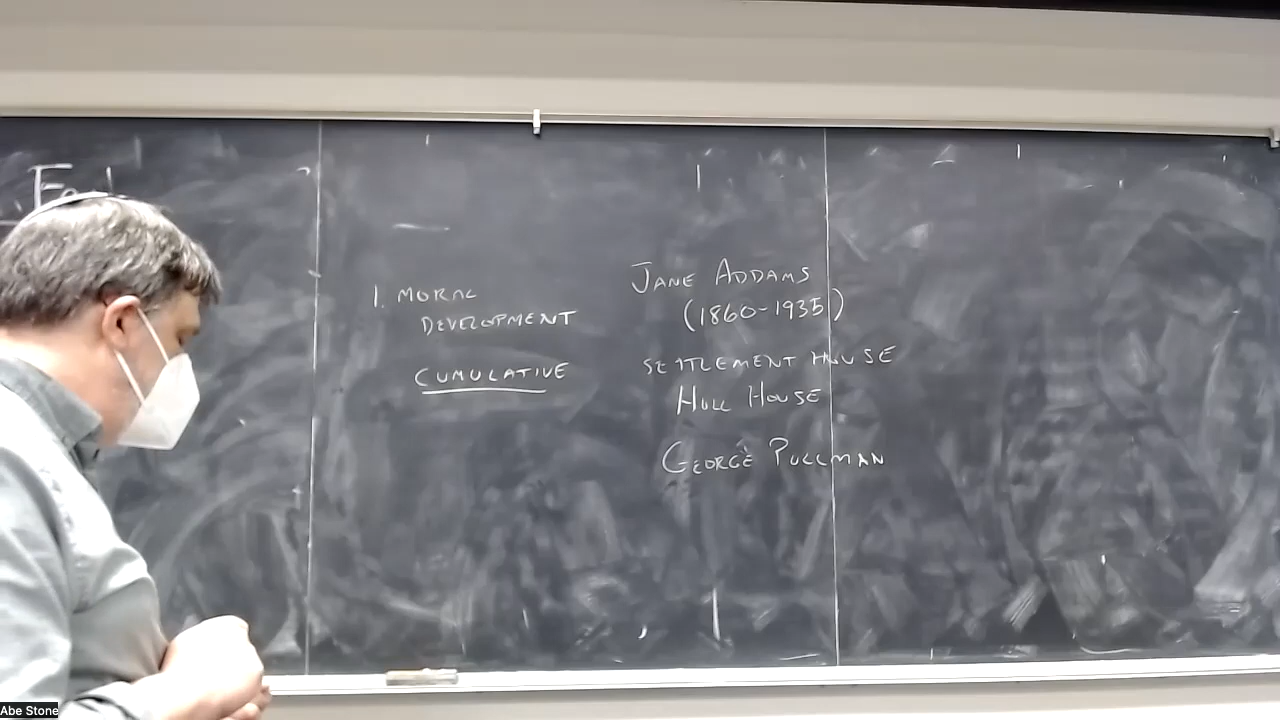 1. MORAL
DEVELOPMENT
CUMULATIVE
JANE ADDAMS
(1860-1935)
SETTLEMENT HOUSE
HULL HOUSE
GEORGE PULLMAN
Abe Stone